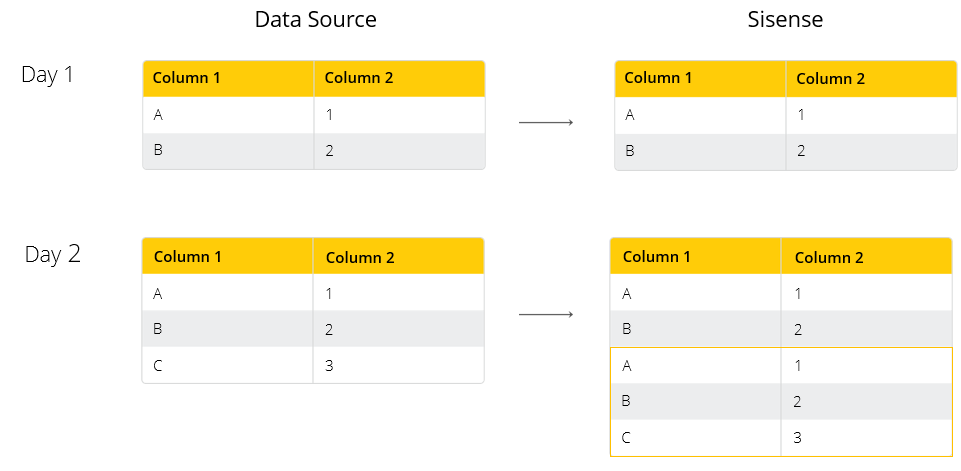 Data Source Sisense
Day 1
Column 1 Column 2 Column 1 Column 2
A 1 A 1
B 2 B 2
Day 2
Column 1 Column 2 Column 1 Column 2
A 1 A 1
B 2 B 2
C 3 A 1
B 2
C 3